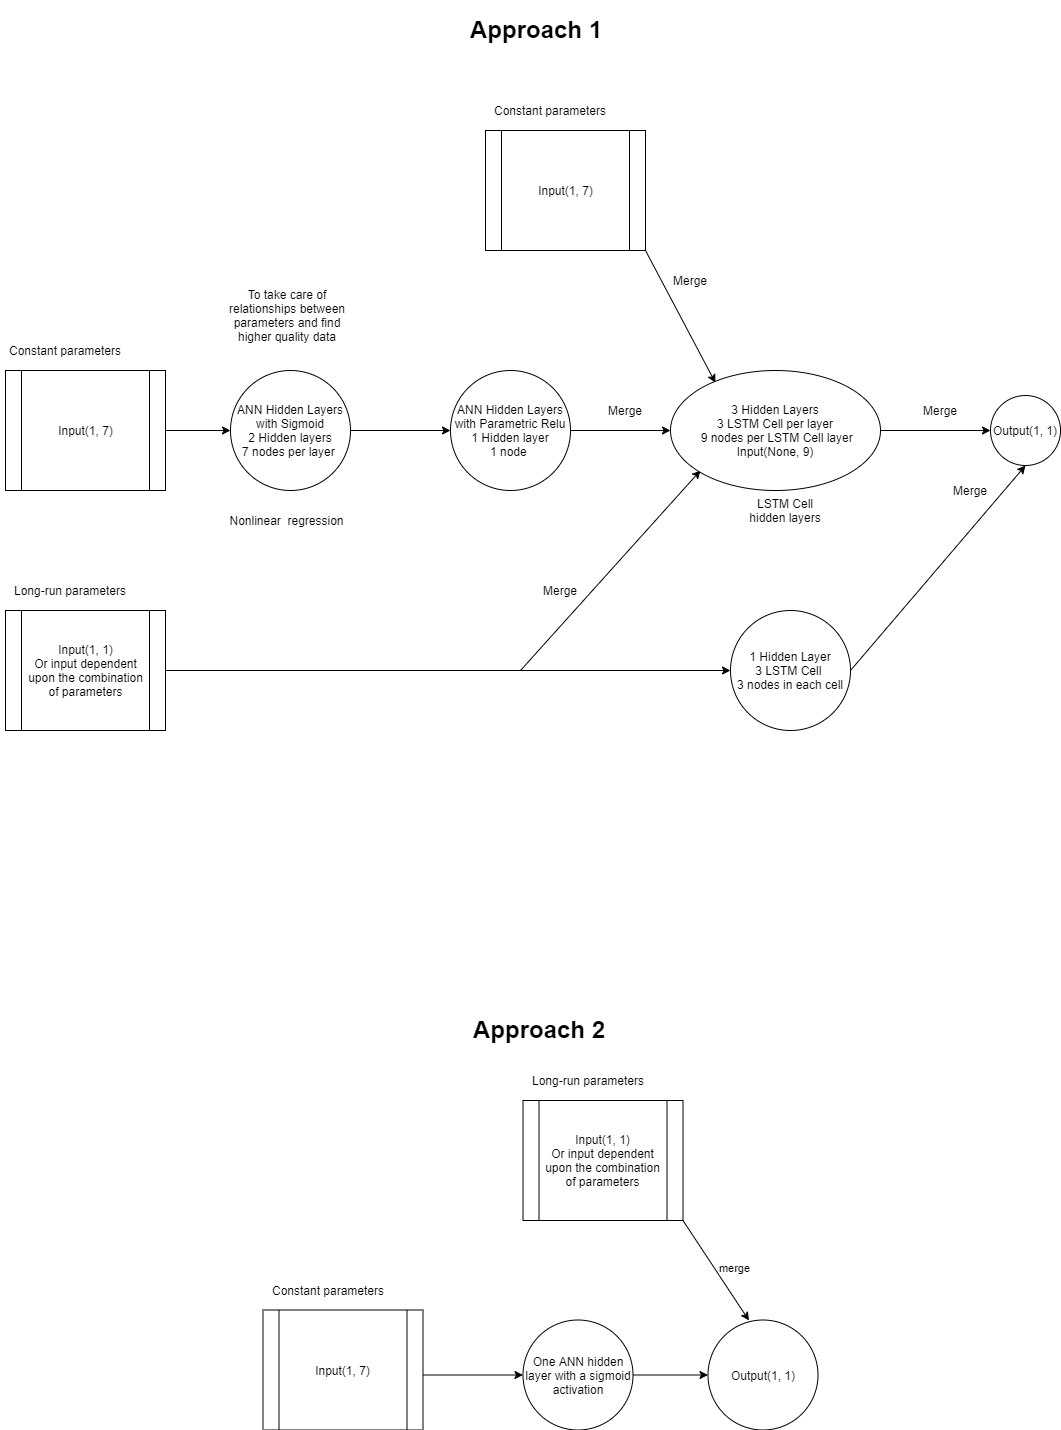 Approach 1
Constant parameters
Input(1, 7)
Merge
To take care of
relationships between
parameters and find
higher quality data
Constant parameters
Input(1, 7)
ANN Hidden Layers
with Sigmoid
2 Hidden layers
7 nodes per layer
Nonlinear regression
ANN Hidden Layers
with Parametric Relu
1 Hidden layer
1 node
Merge
3 Hidden Layers
3 LSTM Cell per layer
9 nodes per LSTM Cell layer
Input(None, 9)
LSTM Cell
hidden layers
Merge
Output(1, 1)
Merge
Merge
Long-run parameters
Input(1, 1)
Or input dependent
upon the combination
of parameters
1 Hidden Layer
3 LSTM Cell
3 nodes in each cell
Approach 2
Long-run parameters
Input(1, 1)
Or input dependent
upon the combination
of parameters
merge
Constant parameters
Input(1, 7)
One ANN hidden
layer with a sigmoid
activation
Output(1, 1)